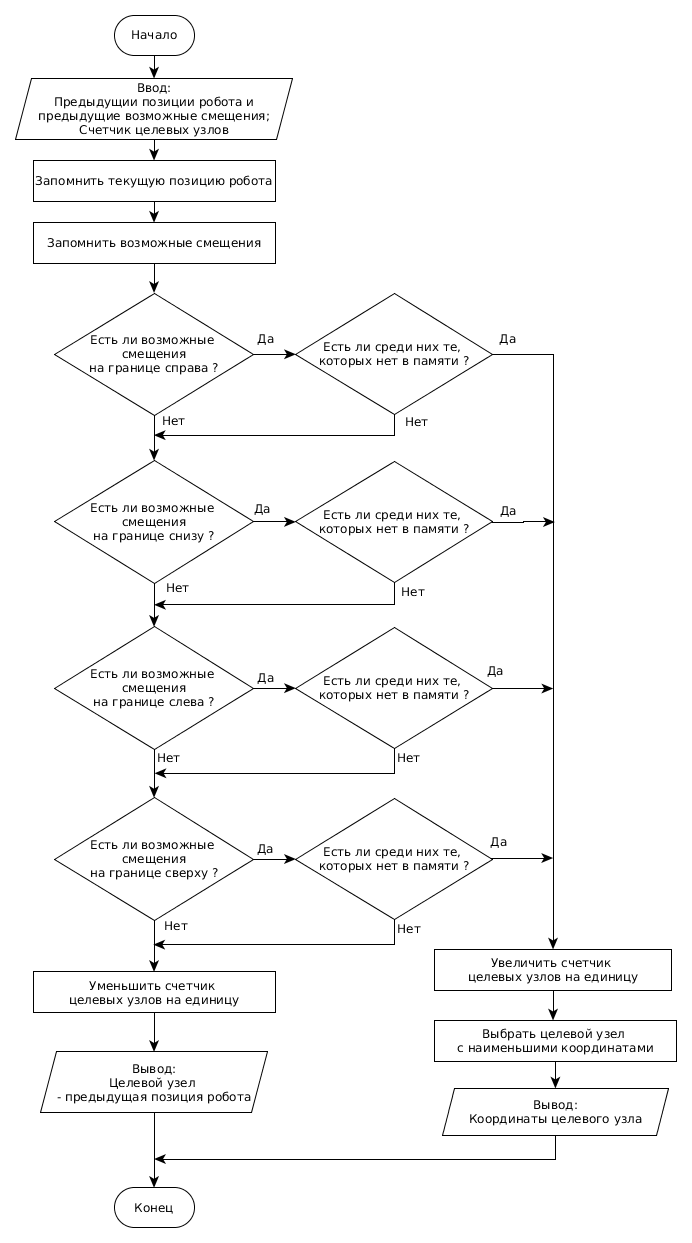 Начало
Ввод:
Предыдущии позиции робота и
предыдущие возможные смещения;
Счетчик целевых узлов
Запомнить текущую позицию робота
Запомнить возможные смещения
Есть ли возможные
смещения
на границе справа ?
Да
Есть ли среди них те,
которых нет в памяти ?
Да
Нет
Нет
Есть ли возможные
смещения
на границе снизу ?
Да
Есть ли среди них те,
которых нет в памяти ?
Да
Нет
Нет
Есть ли возможные
смещения
на границе слева ?
Да
Есть ли среди них те,
которых нет в памяти ?
Да
Нет
Нет
Есть ли возможные
смещения
на границе сверху ?
Да
Есть ли среди них те,
которых нет в памяти ?
Да
Нет
Нет
Уменьшить счетчик
целевых узлов на единицу
Вывод:
Целевой узел
- предыдущая позиция робота
Увеличить счетчик
целевых узлов на единицу
Выбрать целевой узел
с наименьшими координатами
Вывод:
Координаты целевого узла
Конец